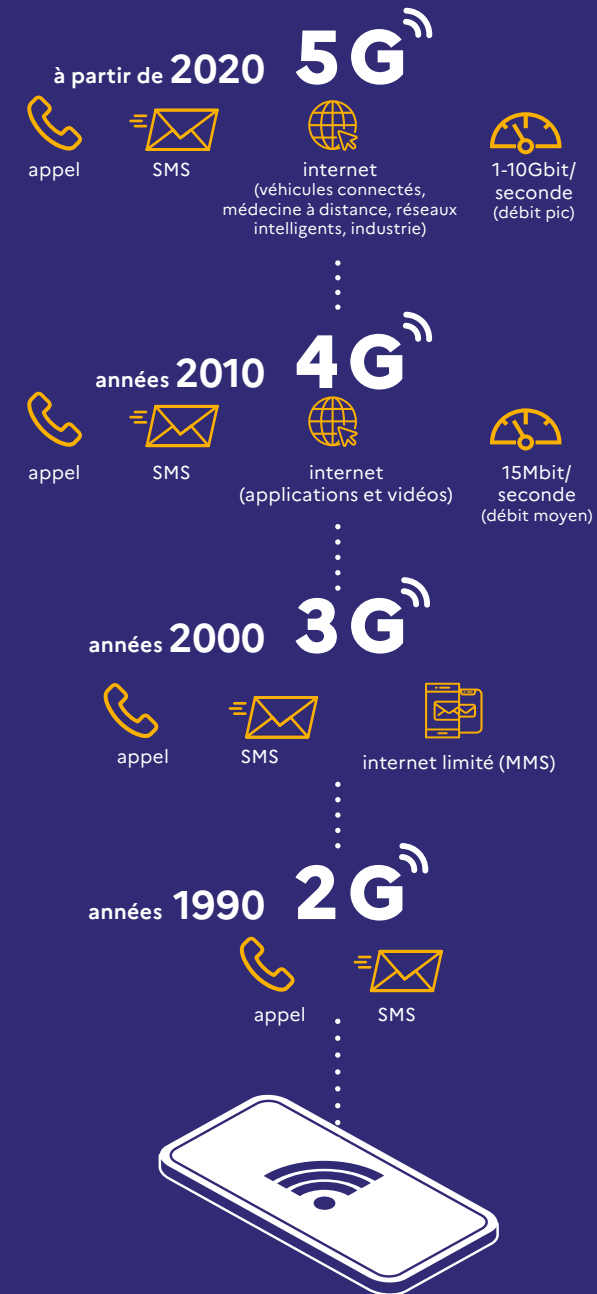 à partir de 2020 5G
appel
SMS
internet
(véhicules connectés,
médecine à distance, réseaux
intelligents, industrie)
1-10Gbit/
seconde
(débit pic)
années 2010 4G
appel
SMS
internet
(applications et vidéos)
15Mbit/
seconde
(débit moyen)
années 2000 3G
appel
SMS
internet limité (MMS)
années 1990 2G
appel
SMS